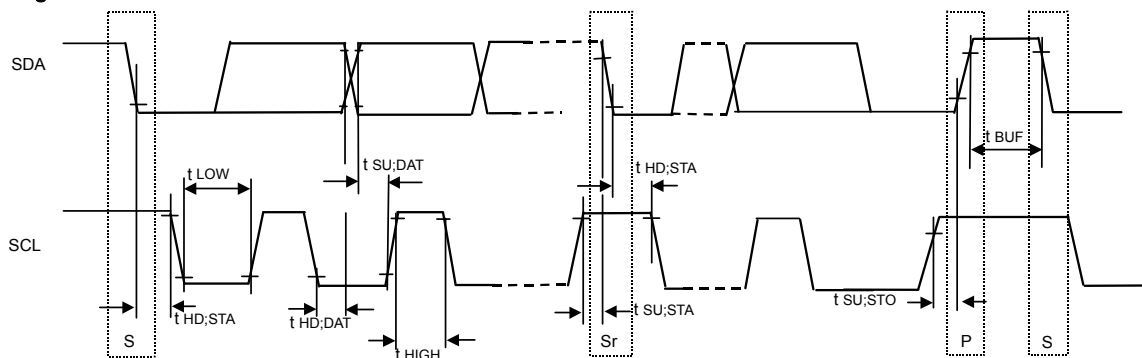 SDA
t BUF
t SU;DAT
t HD;STA
t LOW
SCL
t HD;STA
t HD;DAT
t SU;STA
t SU;STO
S
Sr
P
S
t HIGH